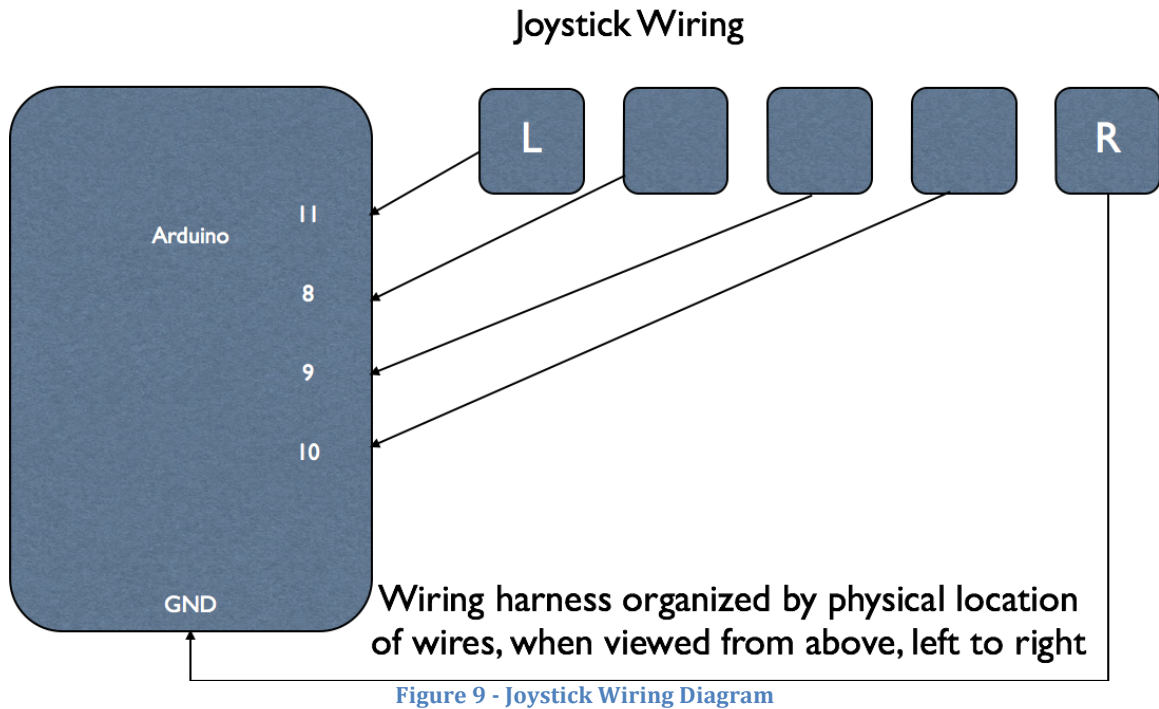 Joystick Wiring
L
R
11
Arduino
8
9
10
GND
Wiring harness organized by physical location
of wires, when viewed from above, left to right
Figure 9 - Joystick Wiring Diagram